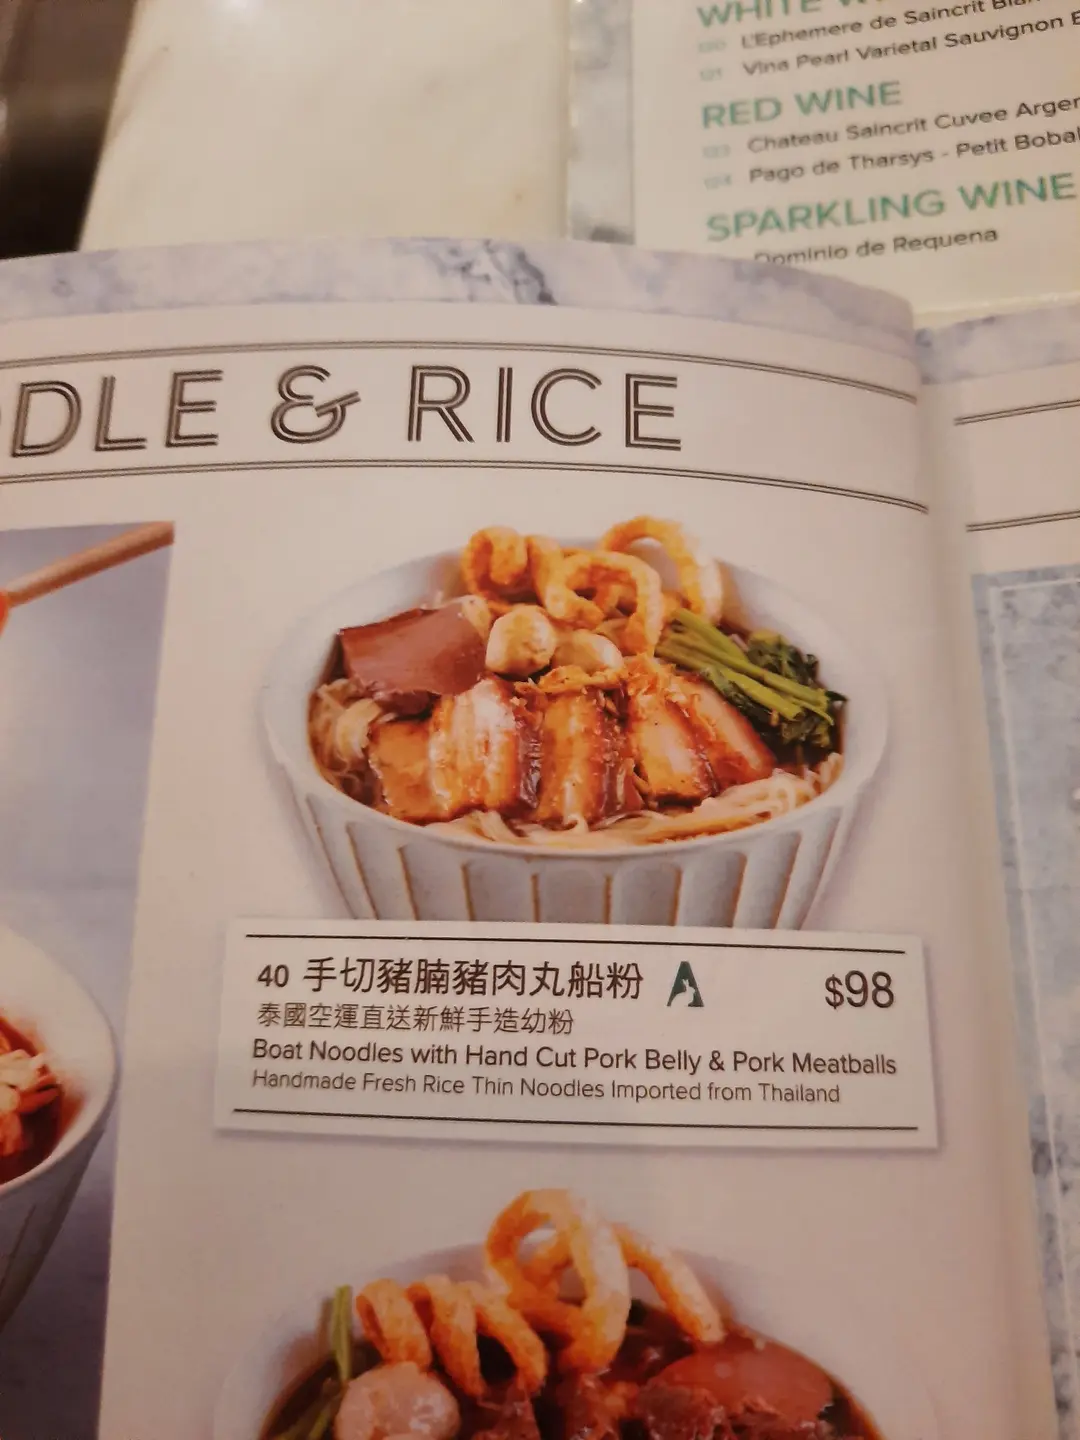 WHITE
L'Ephemere de Saincrit
Vina Pearl Varietal Sauvignon
RED WINE
Chateau Saincrit Cuvee
Pago de Tharsys - Petit Bobal
SPARKLING WINE
Dominio de Requena
& RICE
40 手切豬腩豬肉丸船粉 $98
泰國空運直送新鮮手造幼粉
Boat Noodles with Hand Cut Pork Belly & Pork Meatballs
Handmade Fresh Rice Thin Noodles Imported from Thailand